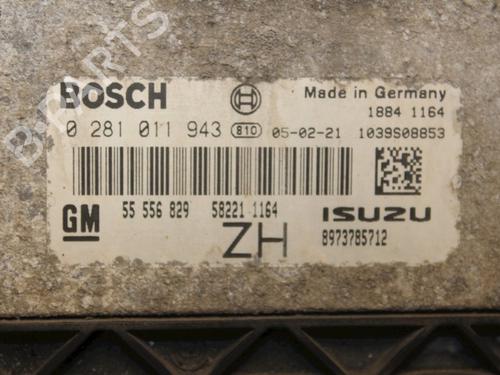 B-PARTS
BOSCH
Made in Germany
1884 1164
0 281 011 943 810 05-02-21 1039S08853
GM 55 556 829 58221 1164 ISUZU
ZH 8973785712